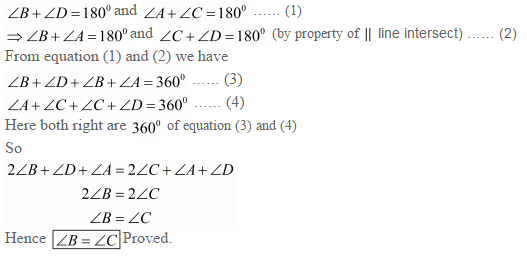 ∠B + ∠D = 180⁰ and ∠A + ∠C = 180⁰ ...... (1)
⇒ ∠B + ∠A = 180⁰ and ∠C + ∠D = 180⁰ (by property of || line intersect) ...... (2)
From equation (1) and (2) we have
∠B + ∠D + ∠B + ∠A = 360⁰ ...... (3)
∠A + ∠C + ∠C + ∠D = 360⁰ ...... (4)
Here both right are 360⁰ of equation (3) and (4)
So
2∠B + ∠D + ∠A = 2∠C + ∠A + ∠D
2∠B = 2∠C
∠B = ∠C
Hence ∠B = ∠C Proved.